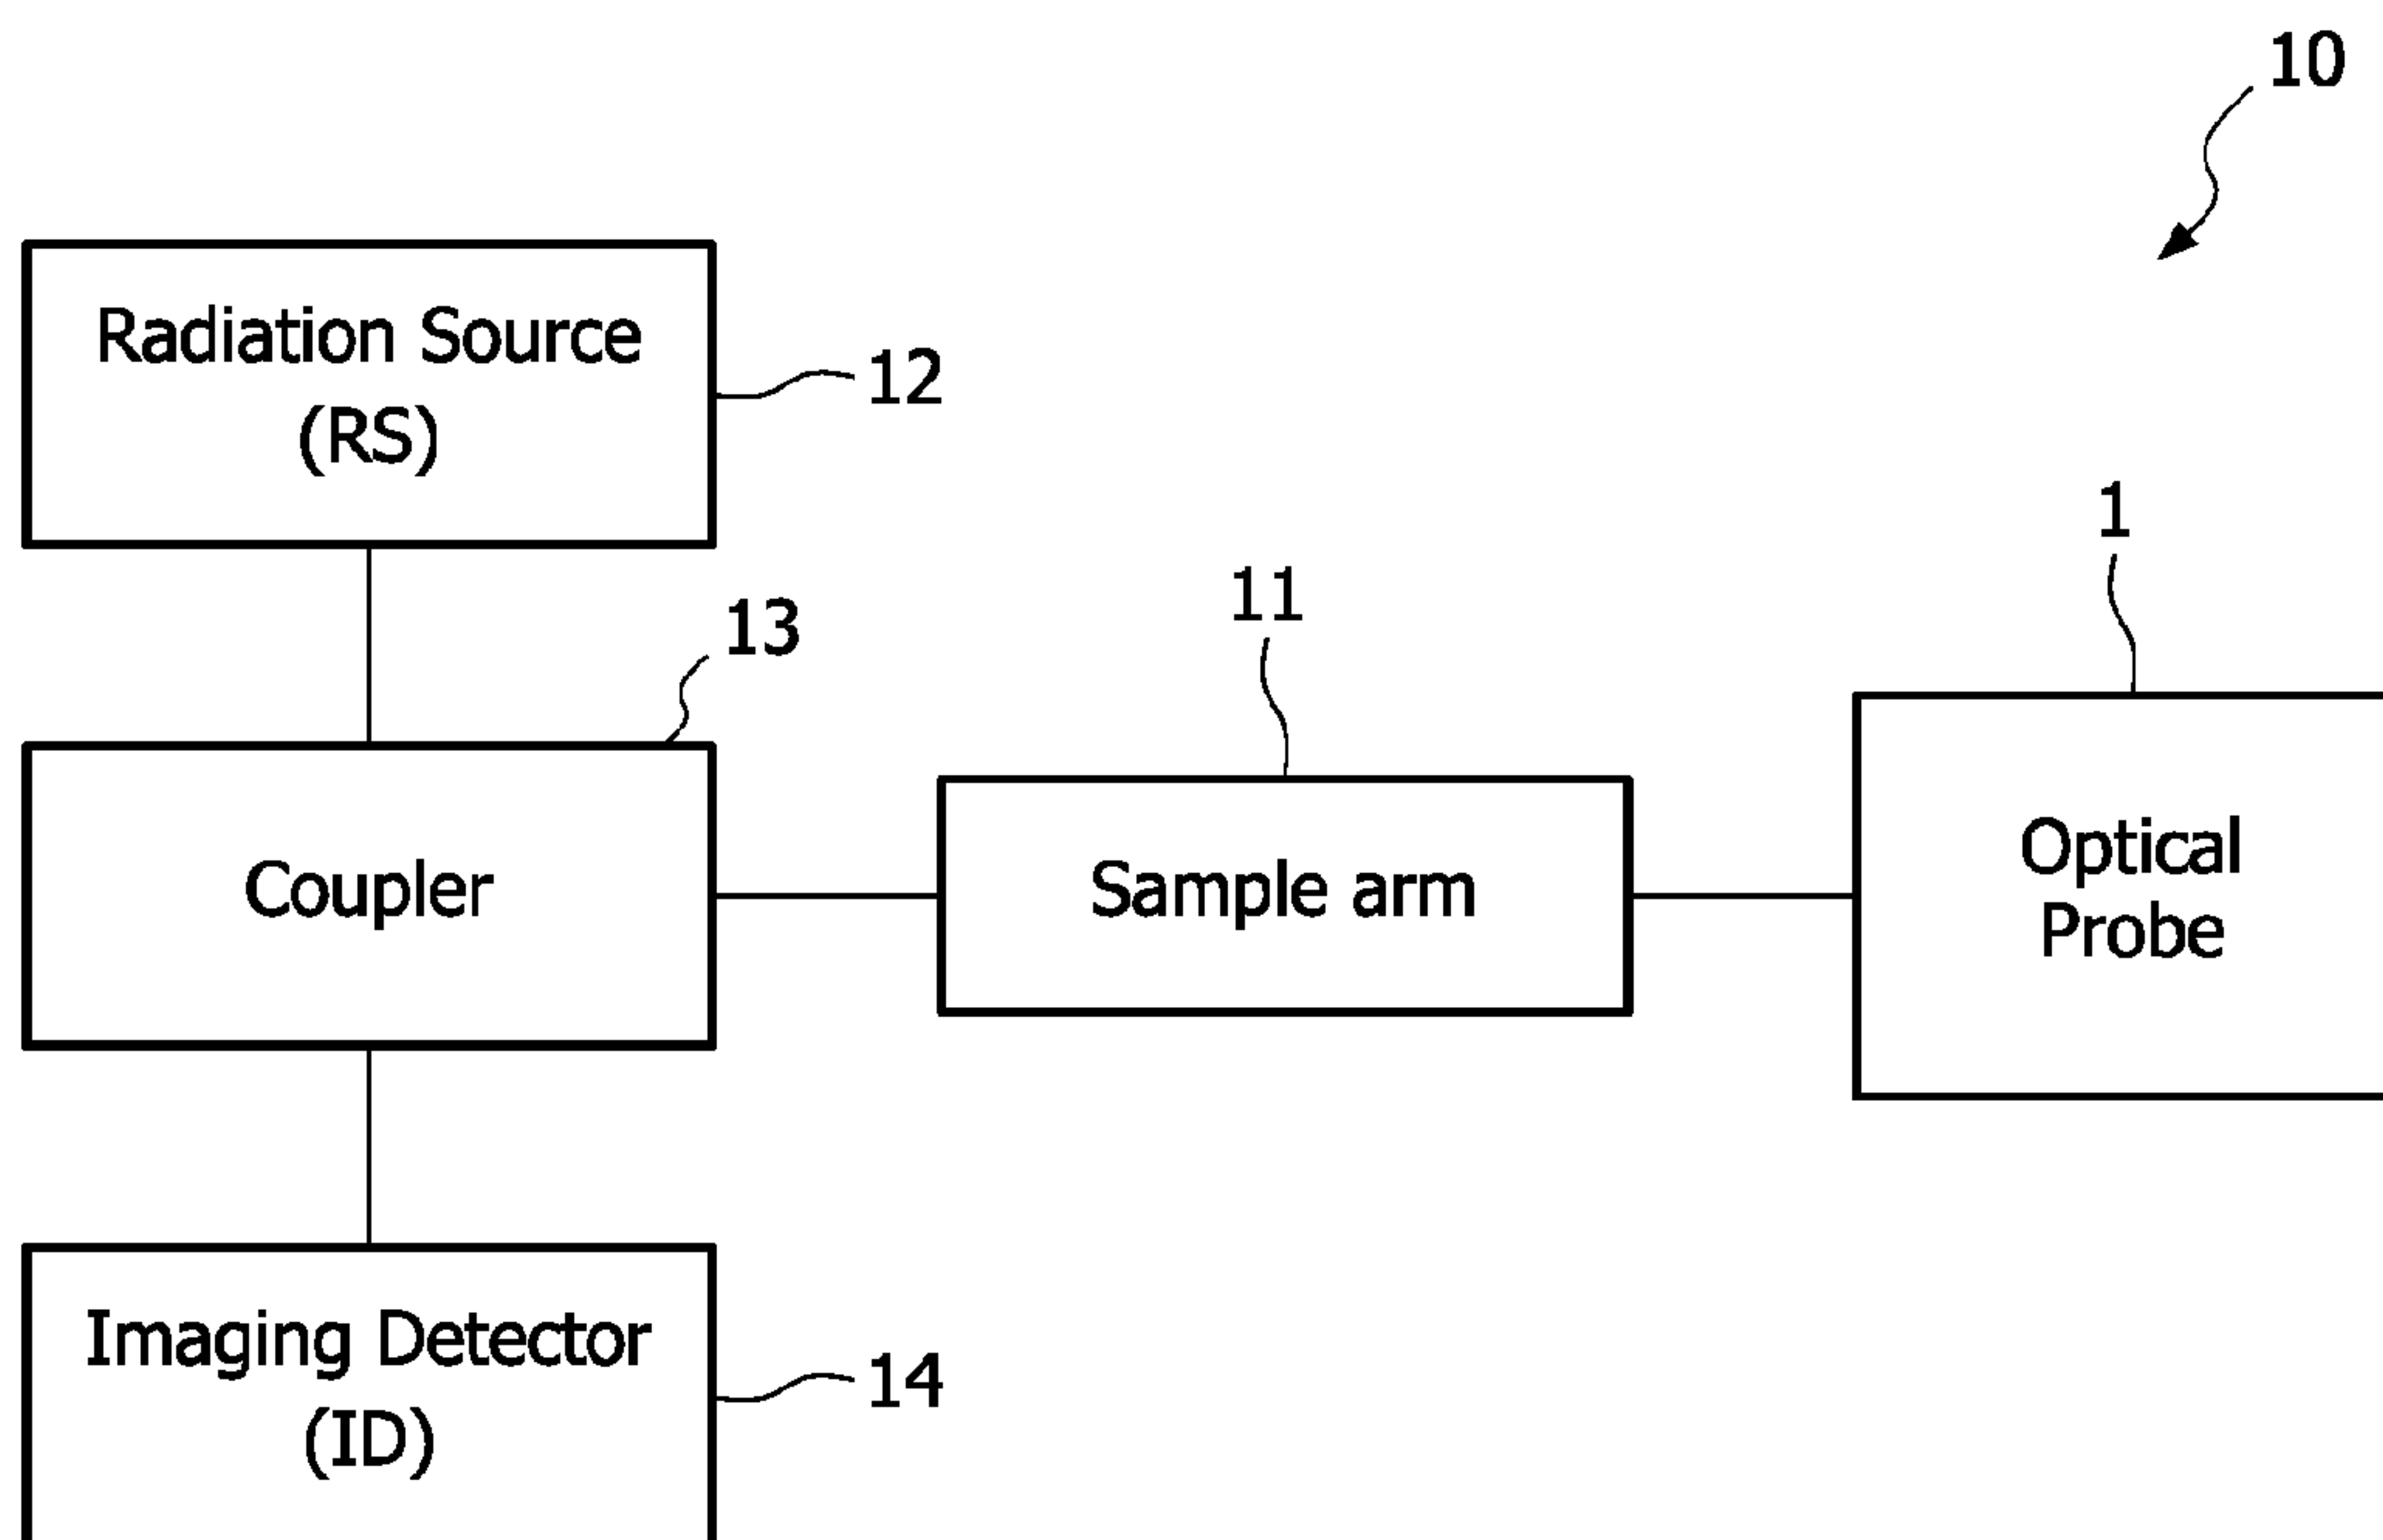 10
Radiation Source
(RS)
12
1
11
13
Coupler
Sample arm
Optical
Probe
Imaging Detector
(ID)
14